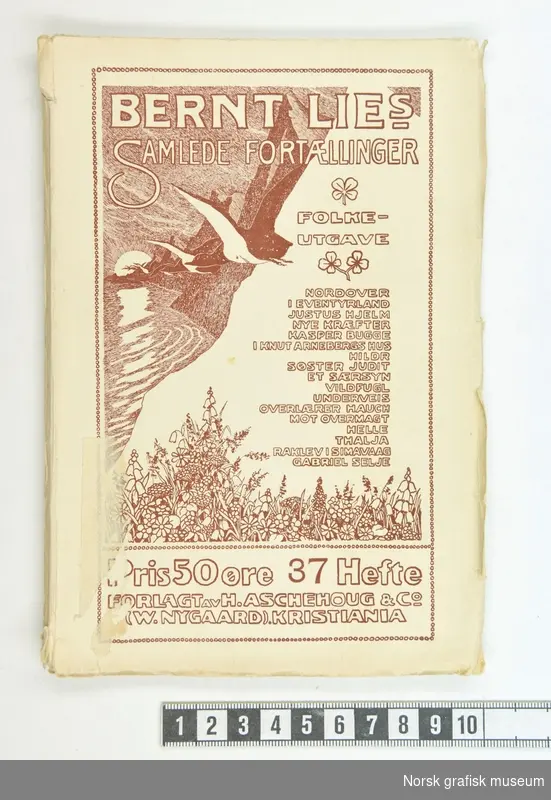 BERNT LIES
SAMLEDE FORTÆLLINGER
FOLKE-
UTGAVE
NORDOVER
I EVENTYRLAND
JUSTUS HJELM
NYE KRÆFTER
KASPER BUGGE
I KNUT ARNEBERGS HUS
HILDR
SØSTER JUDIT
ET SÆRSYN
VILDFUGL
UNDERVEIS
OVERLÆRER HAUCH
MOT OVERMAGT
HELLE
THALJA
RAKLEV I SIMAVAAG
GABRIEL SELJE
Pris 50 øre 37 Hefte
FORLAGT AV H. ASCHEHOUG & CO
(W. NYGAARD). KRISTIANIA
1 2 3 4 5 6 7 8 9 10
Norsk grafisk museum